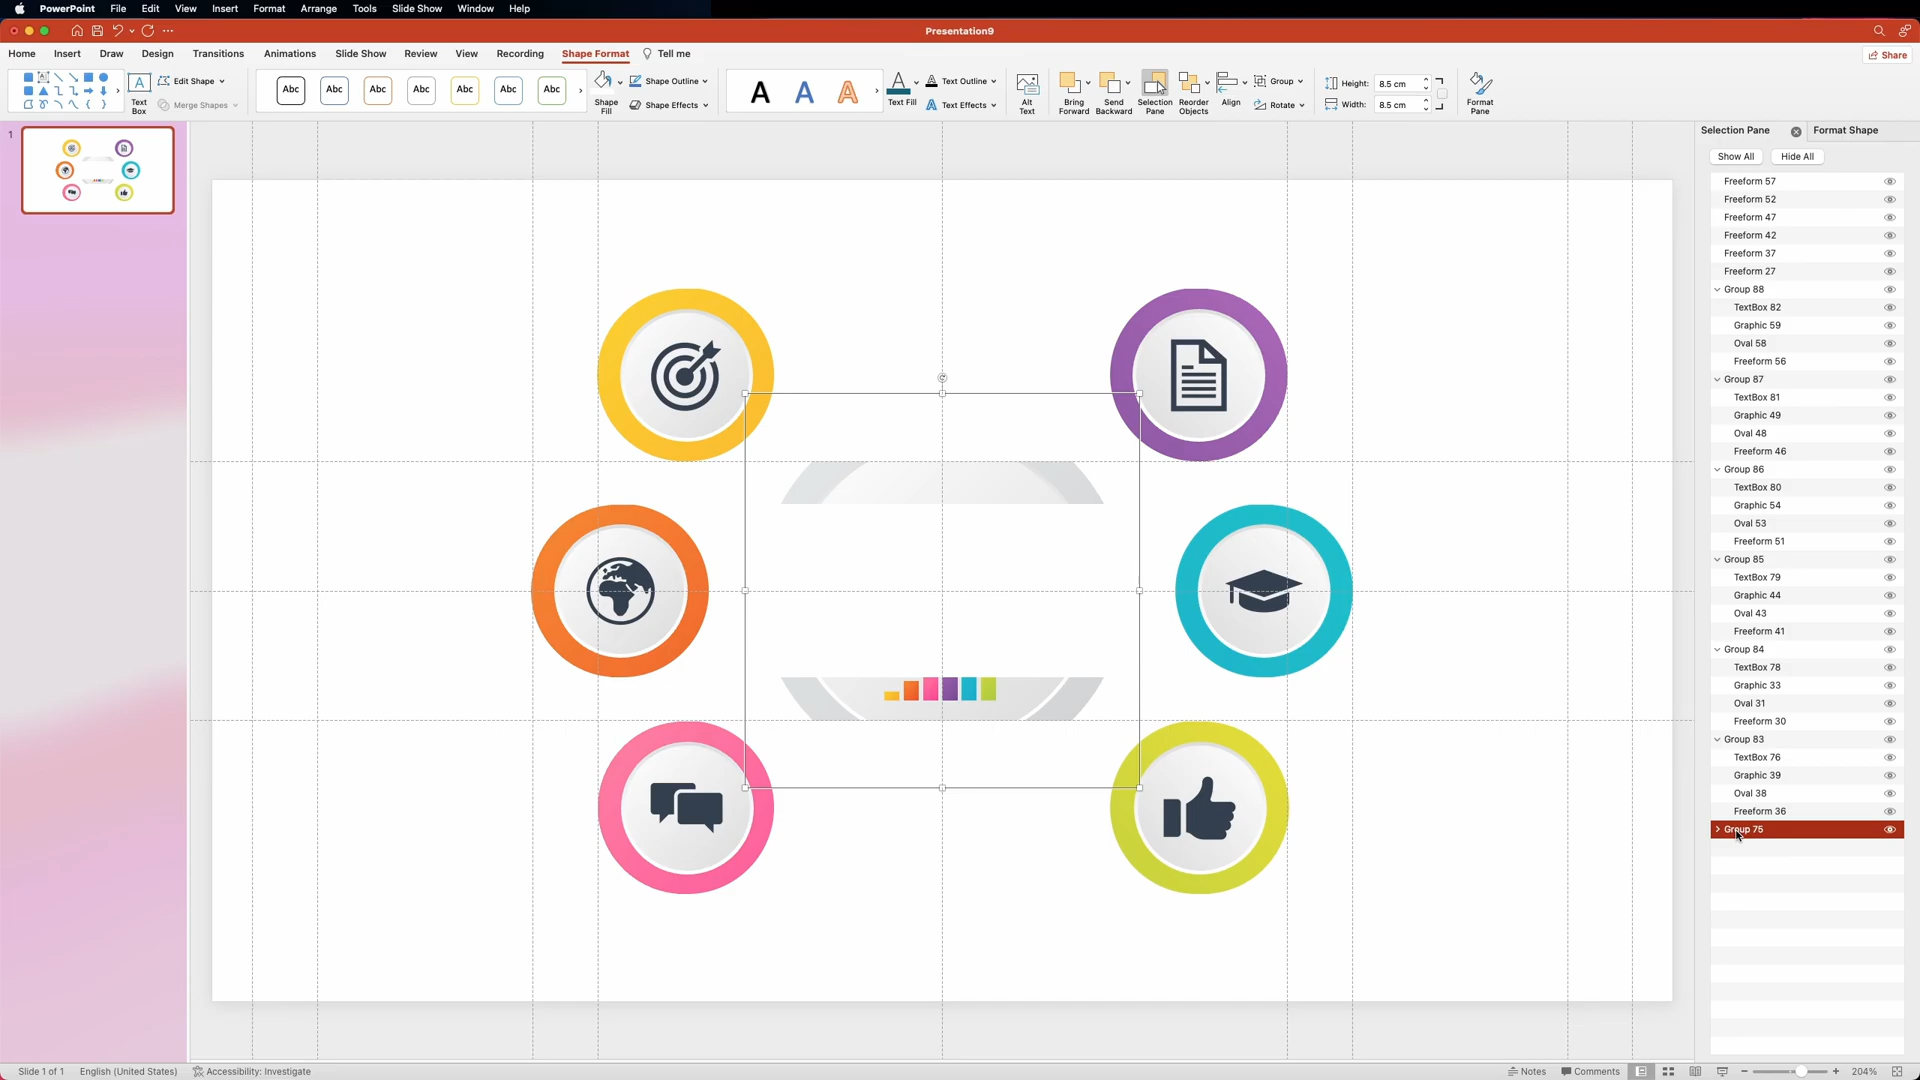 PowerPoint File Edit View Insert Format Arrange Tools Slide Show Window Help
Presentation9
Home Insert Draw Design Transitions Animations Slide Show Review View Recording Shape Format Tell me
Share
Text Box
Edit Shape
Merge Shapes
Abc Abc Abc Abc Abc Abc Abc
Shape Fill
Shape Outline
Shape Effects
A A A
Text Fill
Text Outline
Text Effects
Alt Text
Bring Forward
Send Backward
Selection Pane
Reorder Objects
Align
Group
Rotate
Height: 8.5 cm
Width: 8.5 cm
Format Pane
1
Selection Pane
Format Shape
Show All
Hide All
Freeform 57
Freeform 52
Freeform 47
Freeform 42
Freeform 37
Freeform 27
Group 88
TextBox 82
Graphic 59
Oval 58
Freeform 56
Group 87
TextBox 81
Graphic 49
Oval 48
Freeform 46
Group 86
TextBox 80
Graphic 54
Oval 53
Freeform 51
Group 85
TextBox 79
Graphic 44
Oval 43
Freeform 41
Group 84
TextBox 78
Graphic 33
Oval 31
Freeform 30
Group 83
TextBox 76
Graphic 39
Oval 38
Freeform 36
Group 75
Slide 1 of 1 English (United States) Accessibility: Investigate
Notes Comments 204%